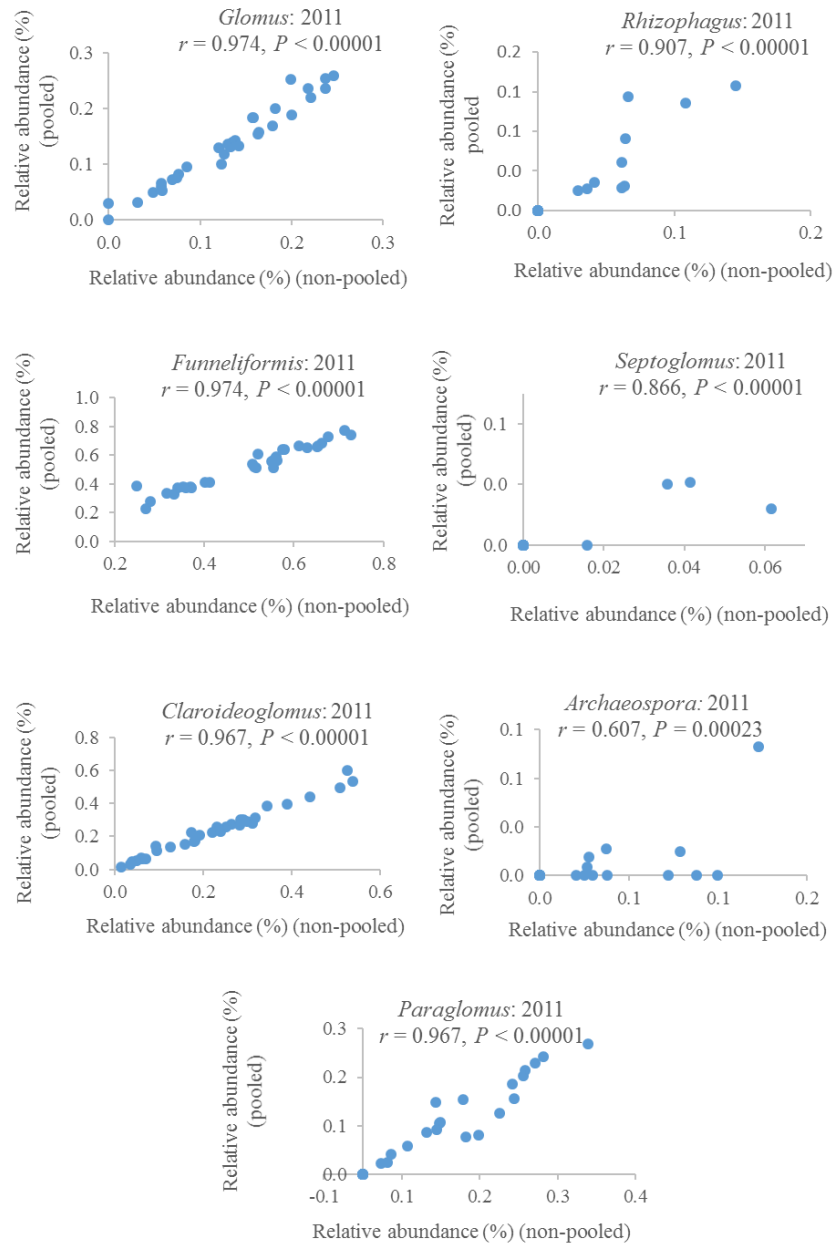 Glomus: 2011
r = 0.974, P < 0.00001
Relative abundance (%)
(pooled)
0.3
0.2
0.1
0.0
0.0 0.1 0.2 0.3
Relative abundance (%) (non-pooled)
Rhizophagus: 2011
r = 0.907, P < 0.00001
Relative abundance (%)
pooled
0.2
0.1
0.1
0.0
0.0
0.0 0.1 0.2
Relative abundance (%) (non-pooled)
Funneliformis: 2011
r = 0.974, P < 0.00001
Relative abundance (%)
(pooled)
1.0
0.8
0.6
0.4
0.2
0.0
0.2 0.4 0.6 0.8
Relative abundance (%) (non-pooled)
Septoglomus: 2011
r = 0.866, P < 0.00001
Relative abundance (%)
(pooled)
0.1
0.0
0.0
0.00 0.02 0.04 0.06
Relative abundance (%) (non-pooled)
Claroideoglomus: 2011
r = 0.967, P < 0.00001
Relative abundance (%)
(pooled)
0.8
0.6
0.4
0.2
0.0
0.0 0.2 0.4 0.6
Relative abundance (%) (non-pooled)
Archaeospora: 2011
r = 0.607, P = 0.00023
Relative abundance (%)
(pooled)
0.1
0.1
0.0
0.0
0.0 0.1 0.1 0.2
Relative abundance (%) (non-pooled)
Paraglomus: 2011
r = 0.967, P < 0.00001
Relative abundance (%)
(pooled)
0.3
0.2
0.1
0.0
-0.1 0.1 0.2 0.3 0.4
Relative abundance (%) (non-pooled)